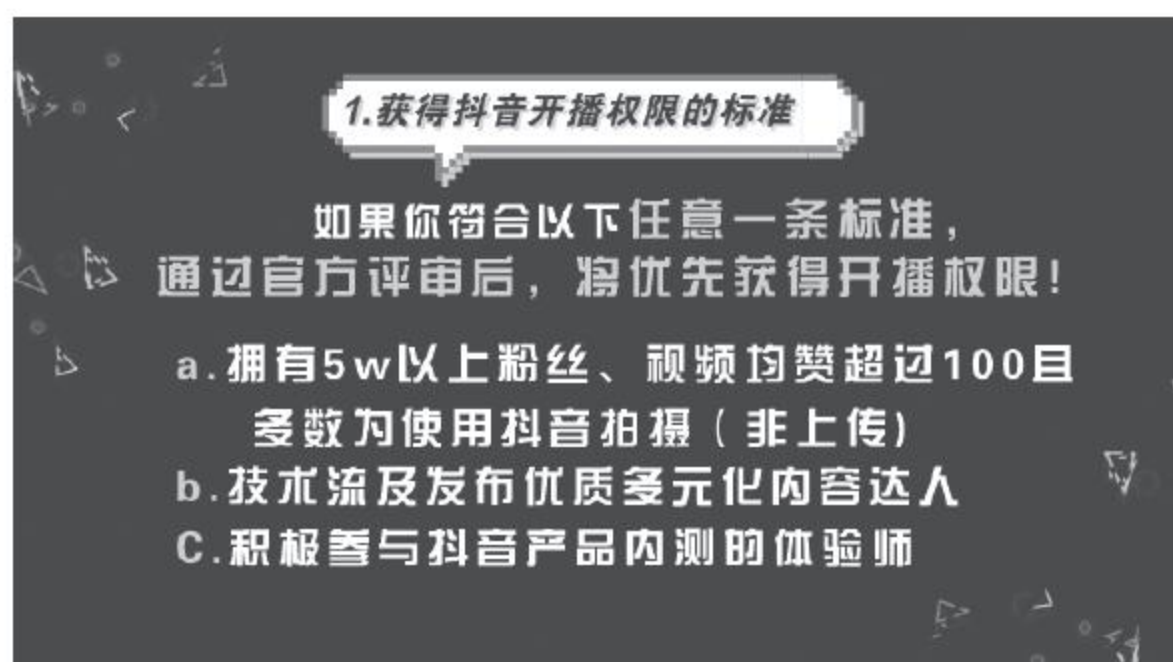 1.获得抖音开播权限的标准
如果你符合以下任意一条标准，
通过官方评审后，将优先获得开播权限！
a.拥有5w以上粉丝、视频均赞超过100且
多数为使用抖音拍摄（非上传）
b.技术流及发布优质多元化内容达人
C.积极参与抖音产品内测的体验师